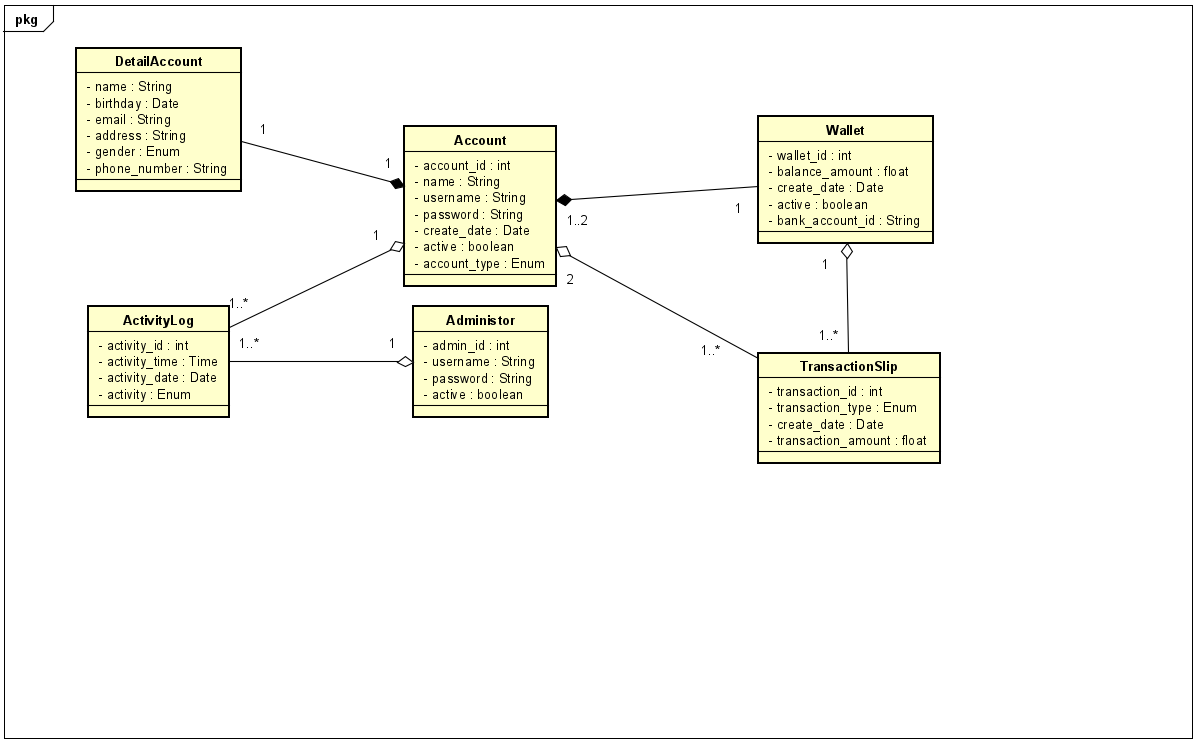 pkg
DetailAccount
- name : String
- birthday : Date
- email : String
- address : String
- gender : Enum
- phone_number : String
1
1
Account
- account_id : int
- name : String
- username : String
- password : String
- create_date : Date
- active : boolean
- account_type : Enum
Wallet
- wallet_id : int
- balance_amount : float
- create_date : Date
- active : boolean
- bank_account_id : String
1..2
1
1
1..*
2
1..*
1
1..*
ActivityLog
- activity_id : int
- activity_time : Time
- activity_date : Date
- activity : Enum
1..*
1
Administor
- admin_id : int
- username : String
- password : String
- active : boolean
TransactionSlip
- transaction_id : int
- transaction_type : Enum
- create_date : Date
- transaction_amount : float